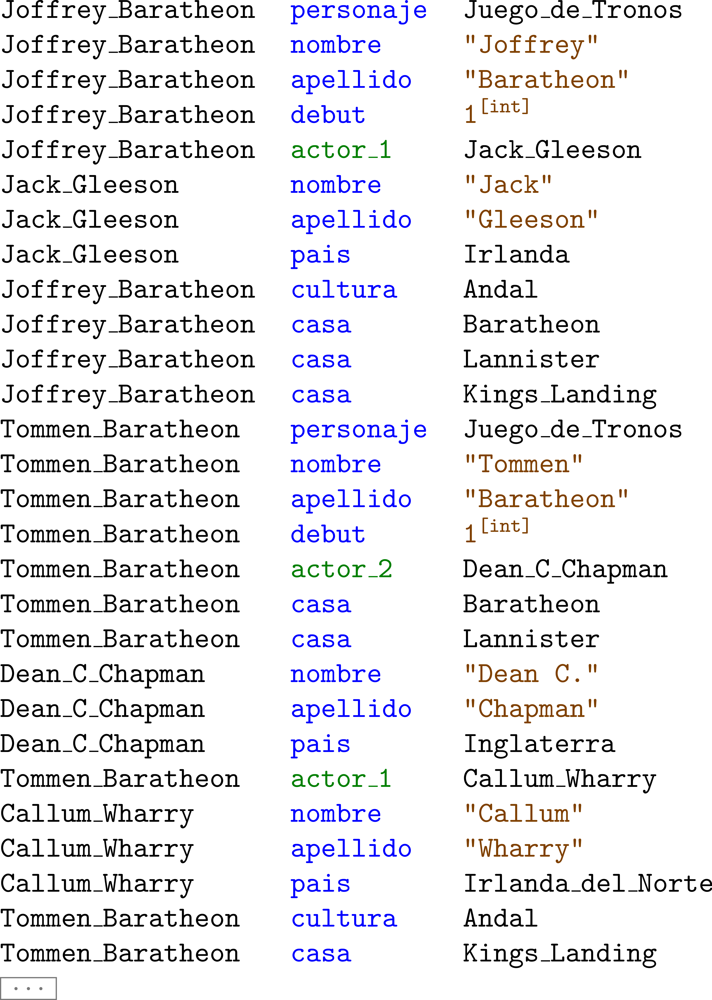 Joffrey_Baratheon personaje Juego_de_Tronos
Joffrey_Baratheon nombre "Joffrey"
Joffrey_Baratheon apellido "Baratheon"
Joffrey_Baratheon debut 1[int]
Joffrey_Baratheon actor_1 Jack_Gleeson
Jack_Gleeson nombre "Jack"
Jack_Gleeson apellido "Gleeson"
Jack_Gleeson pais Irlanda
Joffrey_Baratheon cultura Andal
Joffrey_Baratheon casa Baratheon
Joffrey_Baratheon casa Lannister
Joffrey_Baratheon casa Kings_Landing
Tommen_Baratheon personaje Juego_de_Tronos
Tommen_Baratheon nombre "Tommen"
Tommen_Baratheon apellido "Baratheon"
Tommen_Baratheon debut 1[int]
Tommen_Baratheon actor_2 Dean_C_Chapman
Tommen_Baratheon casa Baratheon
Tommen_Baratheon casa Lannister
Dean_C_Chapman nombre "Dean C."
Dean_C_Chapman apellido "Chapman"
Dean_C_Chapman pais Inglaterra
Tommen_Baratheon actor_1 Callum_Wharry
Callum_Wharry nombre "Callum"
Callum_Wharry apellido "Wharry"
Callum_Wharry pais Irlanda_del_Norte
Tommen_Baratheon cultura Andal
Tommen_Baratheon casa Kings_Landing
...